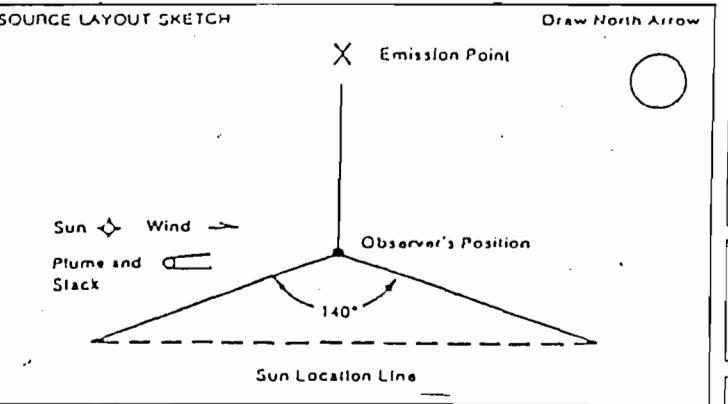 SOURCE LAYOUT SKETCH Draw North Arrow
X Emission Point
Sun Wind
Observer's Position
Plume and
Stack
140°
Sun Location Line